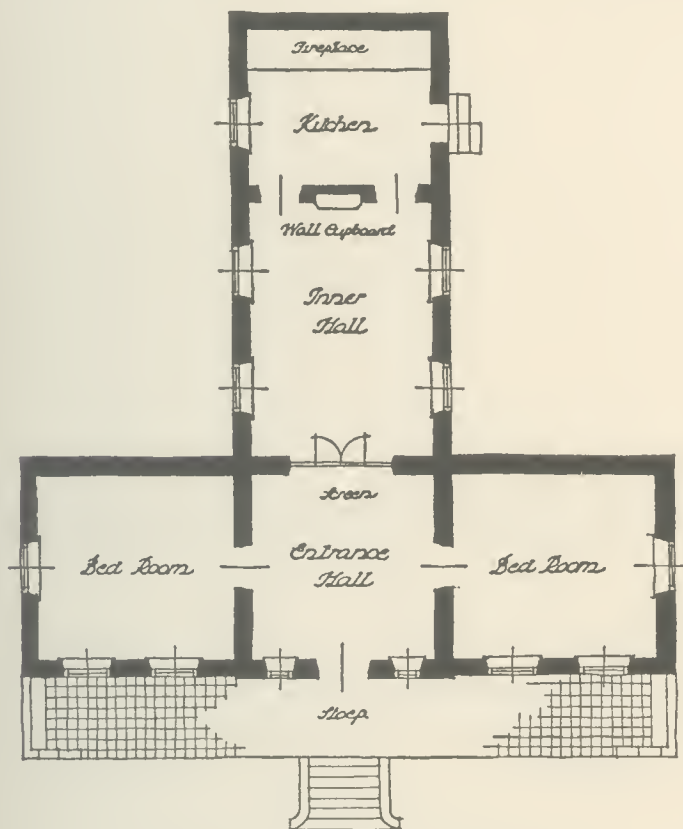 Fireplace
Kitchen
Wall Cupboard
Inner
Hall
Screen
Bed Room
Entrance
Hall
Bed Room
Stoep